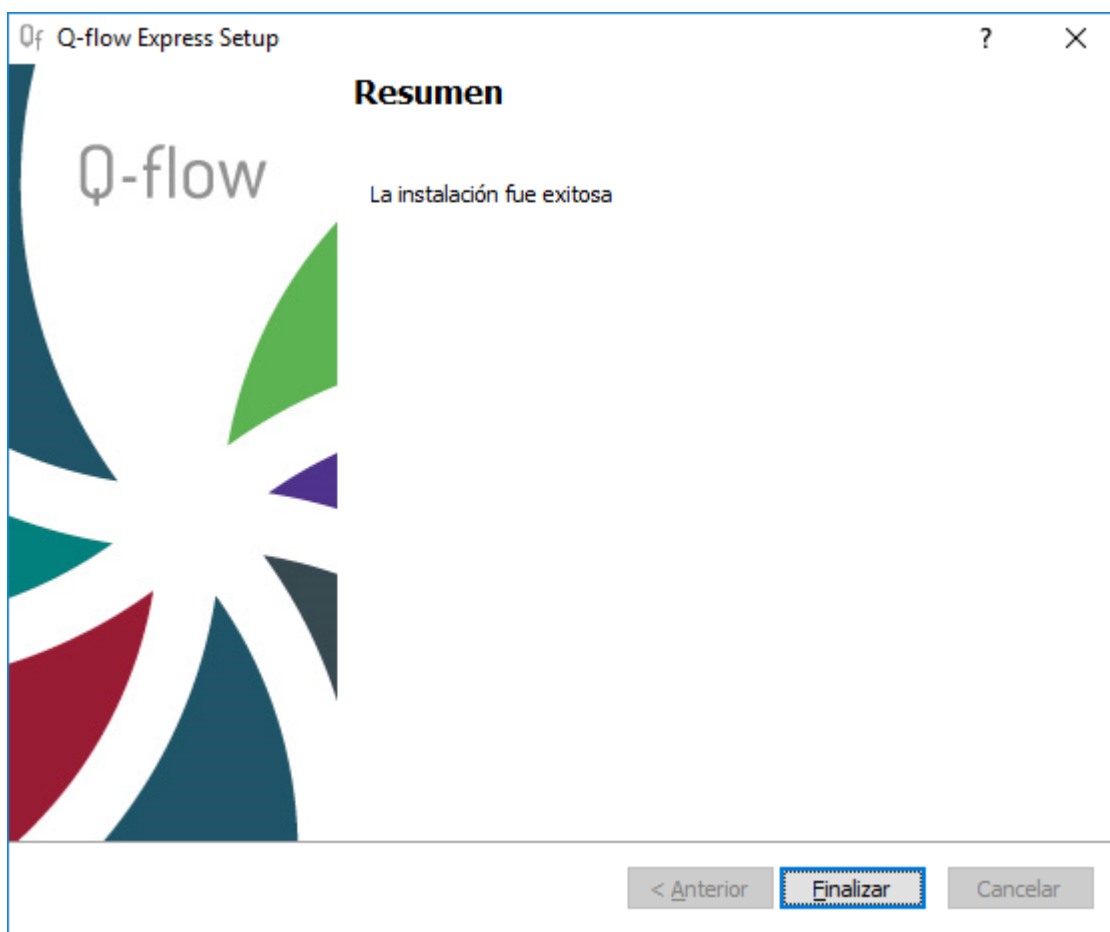 Qf Q-flow Express Setup ?
Resumen
Q-flow
La instalación fue exitosa
< Anterior Finalizar Cancelar